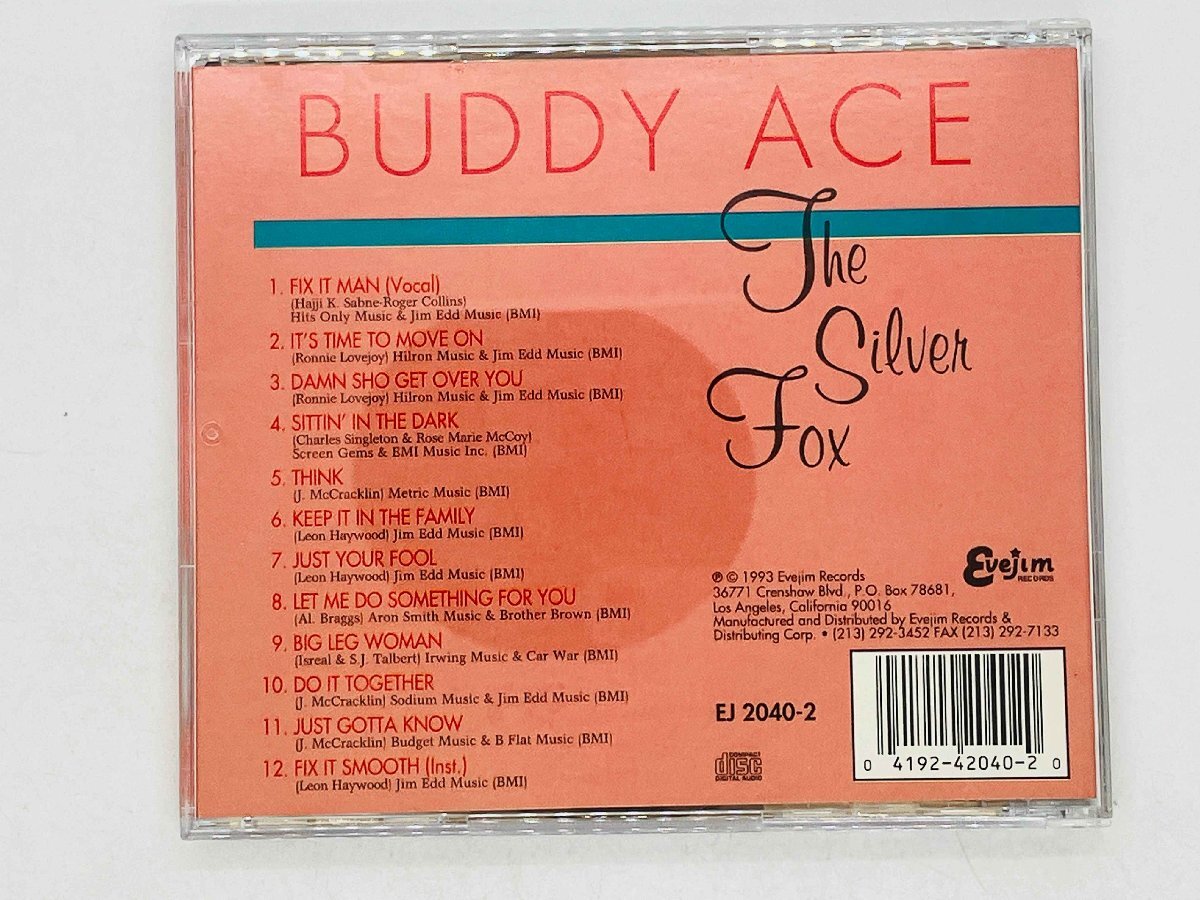 BUDDY ACE
The
Silver
Fox
1. FIX IT MAN (Vocal)
(Hajji K. Sabne-Roger Collins)
Hits Only Music & Jim Edd Music (BMI)
2. IT'S TIME TO MOVE ON
(Ronnie Lovejoy) Hilron Music & Jim Edd Music (BMI)
3. DAMN SHO GET OVER YOU
(Ronnie Lovejoy) Hilron Music & Jim Edd Music (BMI)
4. SITTIN' IN THE DARK
(Charles Singleton & Rose Marie McCoy)
Screen Gems & EMI Music Inc. (BMI)
5. THINK
(J. McCracklin) Metric Music (BMI)
6. KEEP IT IN THE FAMILY
(Leon Haywood) Jim Edd Music (BMI)
7. JUST YOUR FOOL
(Leon Haywood) Jim Edd Music (BMI)
8. LET ME DO SOMETHING FOR YOU
(Al. Braggs) Aron Smith Music & Brother Brown (BMI)
9. BIG LEG WOMAN
(Isreal & S.J. Talbert) Irwing Music & Car War (BMI)
10. DO IT TOGETHER
(J. McCracklin) Sodium Music & Jim Edd Music (BMI)
11. JUST GOTTA KNOW
(J. McCracklin) Budget Music & B Flat Music (BMI)
12. FIX IT SMOOTH (Inst.)
(Leon Haywood) Jim Edd Music (BMI)
Evejim
RECORDS
℗ © 1993 Evejim Records
36771 Crenshaw Blvd., P.O. Box 78681,
Los Angeles, California 90016
Manufactured and Distributed by Evejim Records &
Distributing Corp. • (213) 292-3452 FAX (213) 292-7133
EJ 2040-2
COMPACT
disc
DIGITAL AUDIO
0 4192-42040-2 0